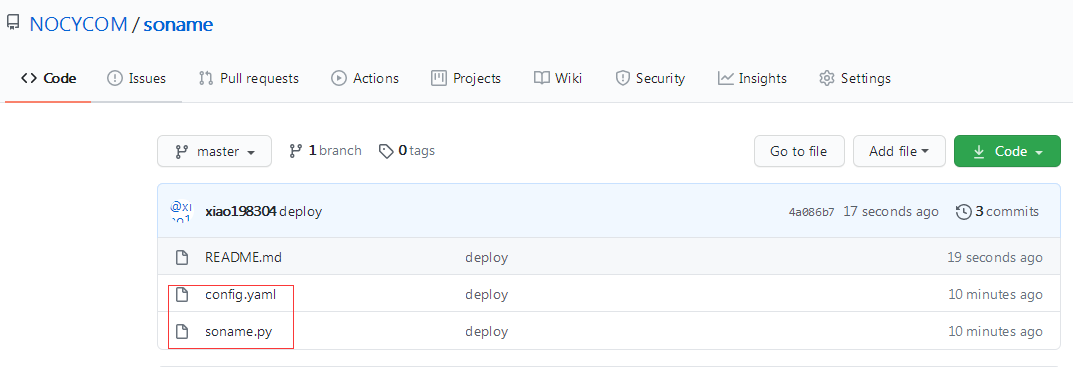 NOCYCOM / soname
Code Issues Pull requests Actions Projects Wiki Security Insights Settings
master 1 branch 0 tags Go to file Add file Code
@xi xiao198304 deploy 4a086b7 17 seconds ago 3 commits
README.md deploy 19 seconds ago
config.yaml deploy 10 minutes ago
soname.py deploy 10 minutes ago